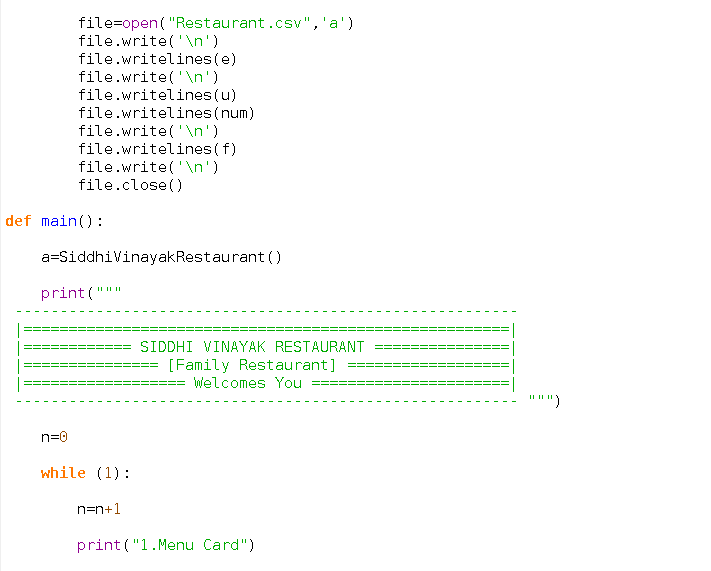 file=open("Restaurant.csv",'a')
file.write('\n')
file.writelines(e)
file.write('\n')
file.writelines(u)
file.writelines(num)
file.write('\n')
file.writelines(f)
file.write('\n')
file.close()
def main():
a=SiddhiVinayakRestaurant()
print("""
--------------------------------------------------------
|======================================================|
|============ SIDDHI VINAYAK RESTAURANT ===============|
|=============== [Family Restaurant] ==================|
|================== Welcomes You ======================|
-------------------------------------------------------- """)
n=0
while (1):
n=n+1
print("1.Menu Card")